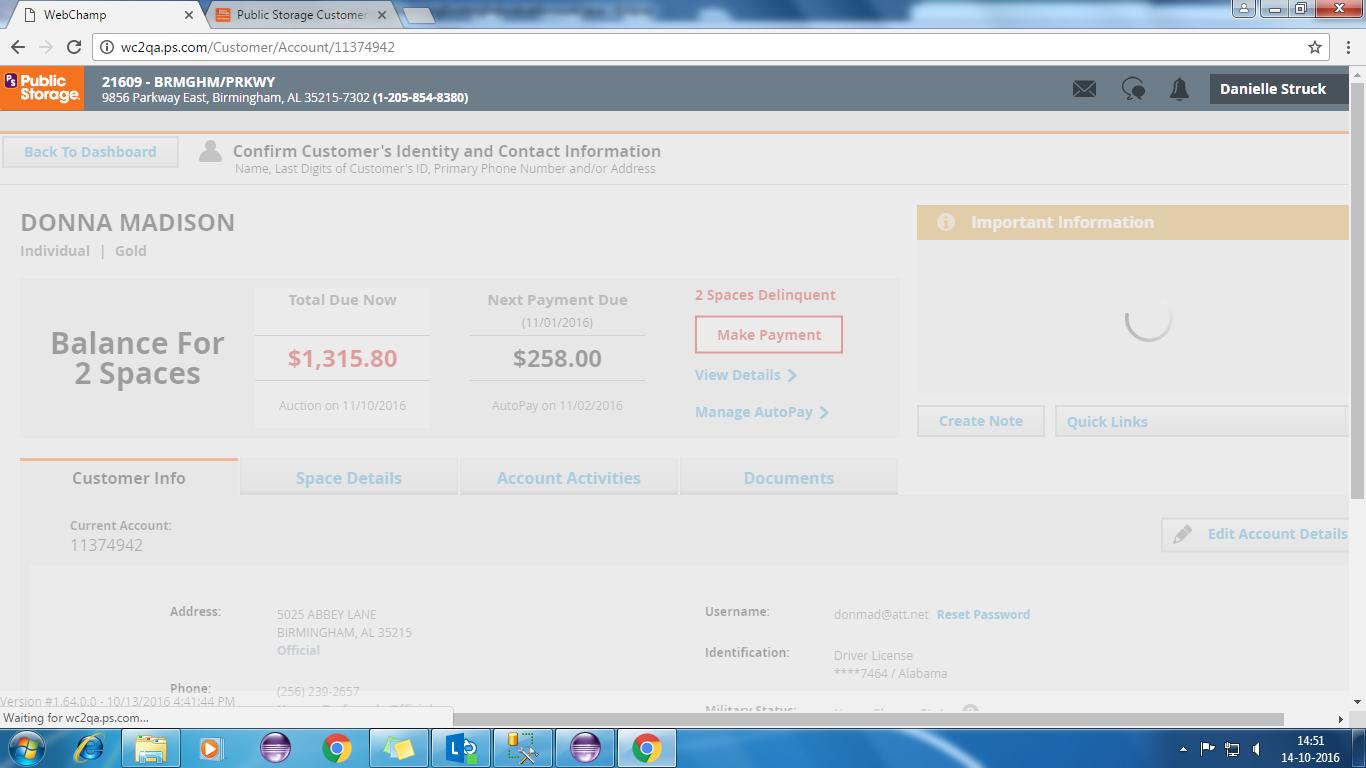 WebChamp
Public Storage Customer
wc2qa.ps.com/Customer/Account/11374942
PS Public Storage.
21609 - BRMGHM/PRKWY
9856 Parkway East, Birmingham, AL 35215-7302 (1-205-854-8380)
Danielle Struck
Back To Dashboard
Confirm Customer's Identity and Contact Information
Name, Last Digits of Customer's ID, Primary Phone Number and/or Address
DONNA MADISON
Individual | Gold
Important Information
Balance For
2 Spaces
Total Due Now
$1,315.80
Auction on 11/10/2016
Next Payment Due
(11/01/2016)
$258.00
AutoPay on 11/02/2016
2 Spaces Delinquent
Make Payment
View Details
Manage AutoPay
Create Note
Quick Links
Customer Info
Space Details
Account Activities
Documents
Current Account:
11374942
Edit Account Details
Address:
5025 ABBEY LANE
BIRMINGHAM, AL 35215
Official
Phone:
(256) 239-2657
Username:
donmad@att.net Reset Password
Identification:
Driver License
****7464 / Alabama
Military Status:
Version #1.64.0.0 - 10/13/2016 4:41:44 PM
Waiting for wc2qa.ps.com...
14:51
14-10-2016